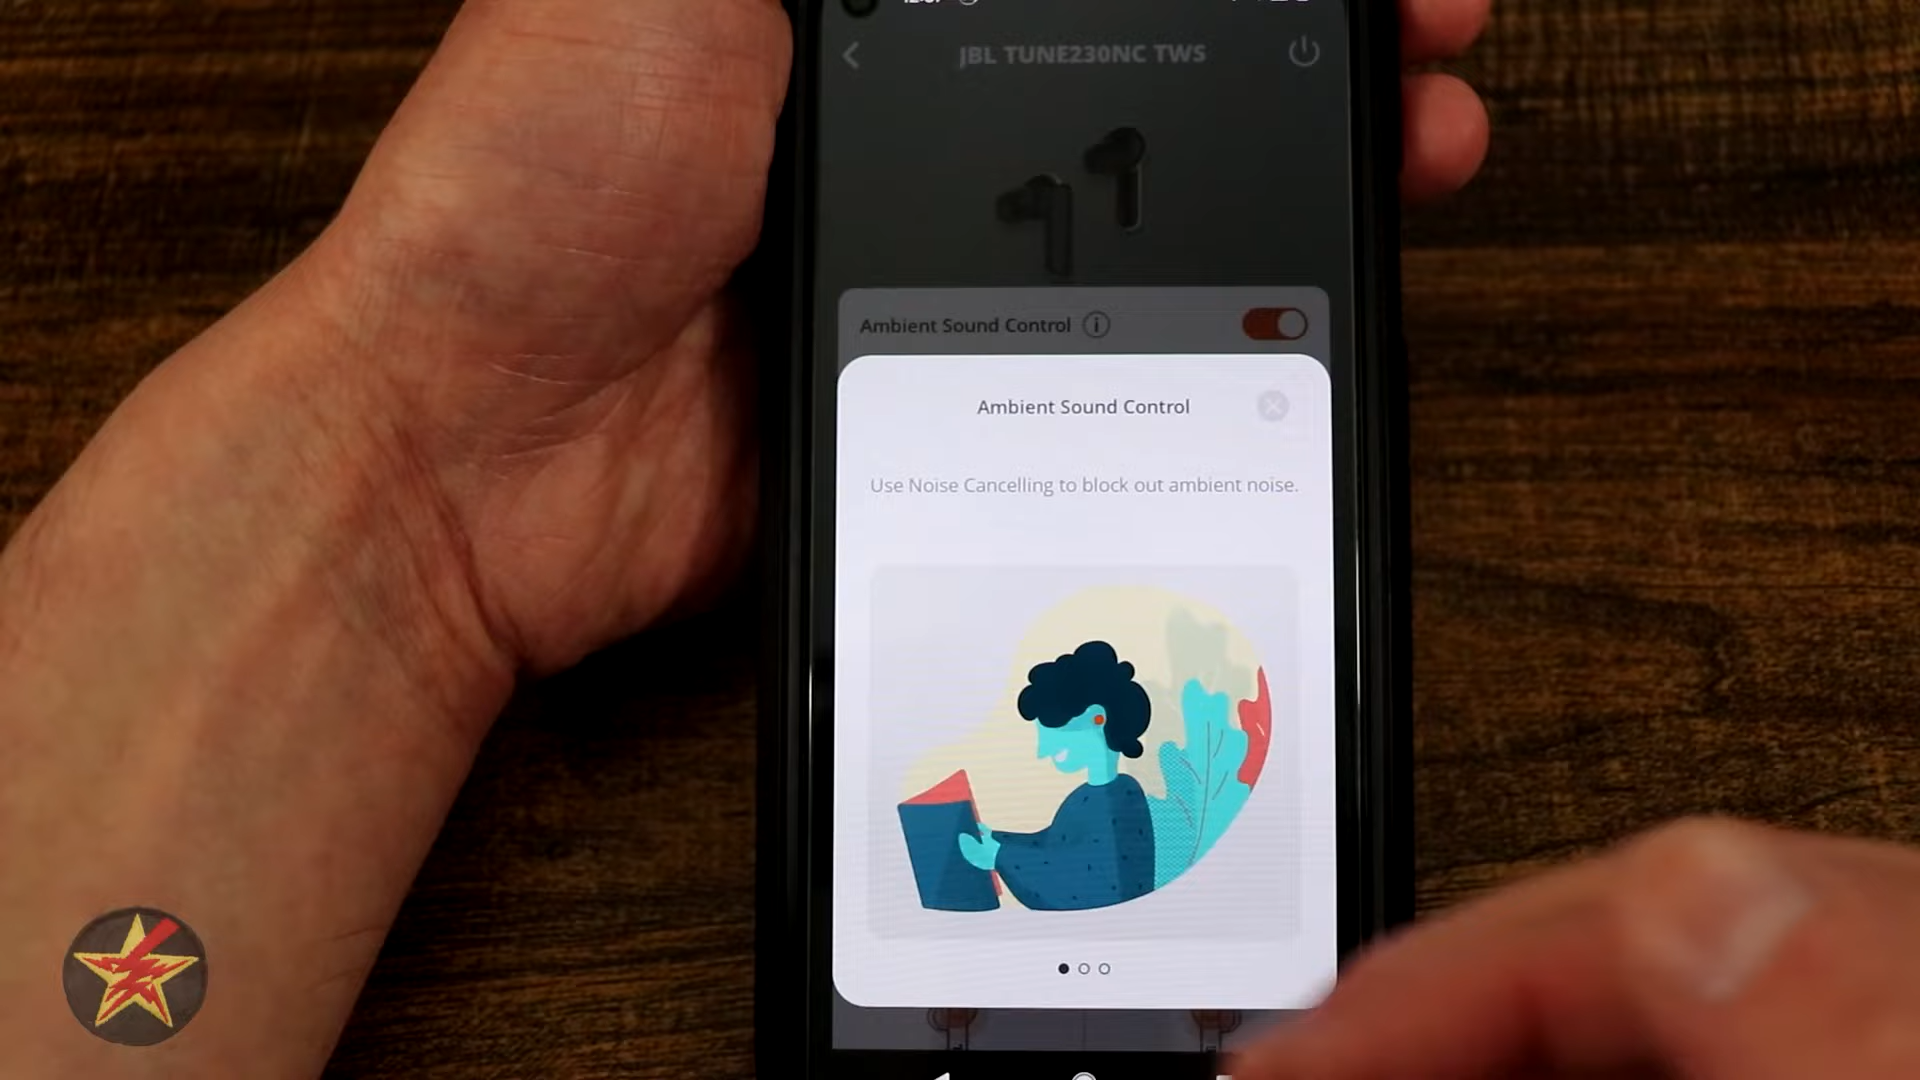 JBL TUNE230NC TWS
Ambient Sound Control
Ambient Sound Control
Use Noise Cancelling to block out ambient noise.